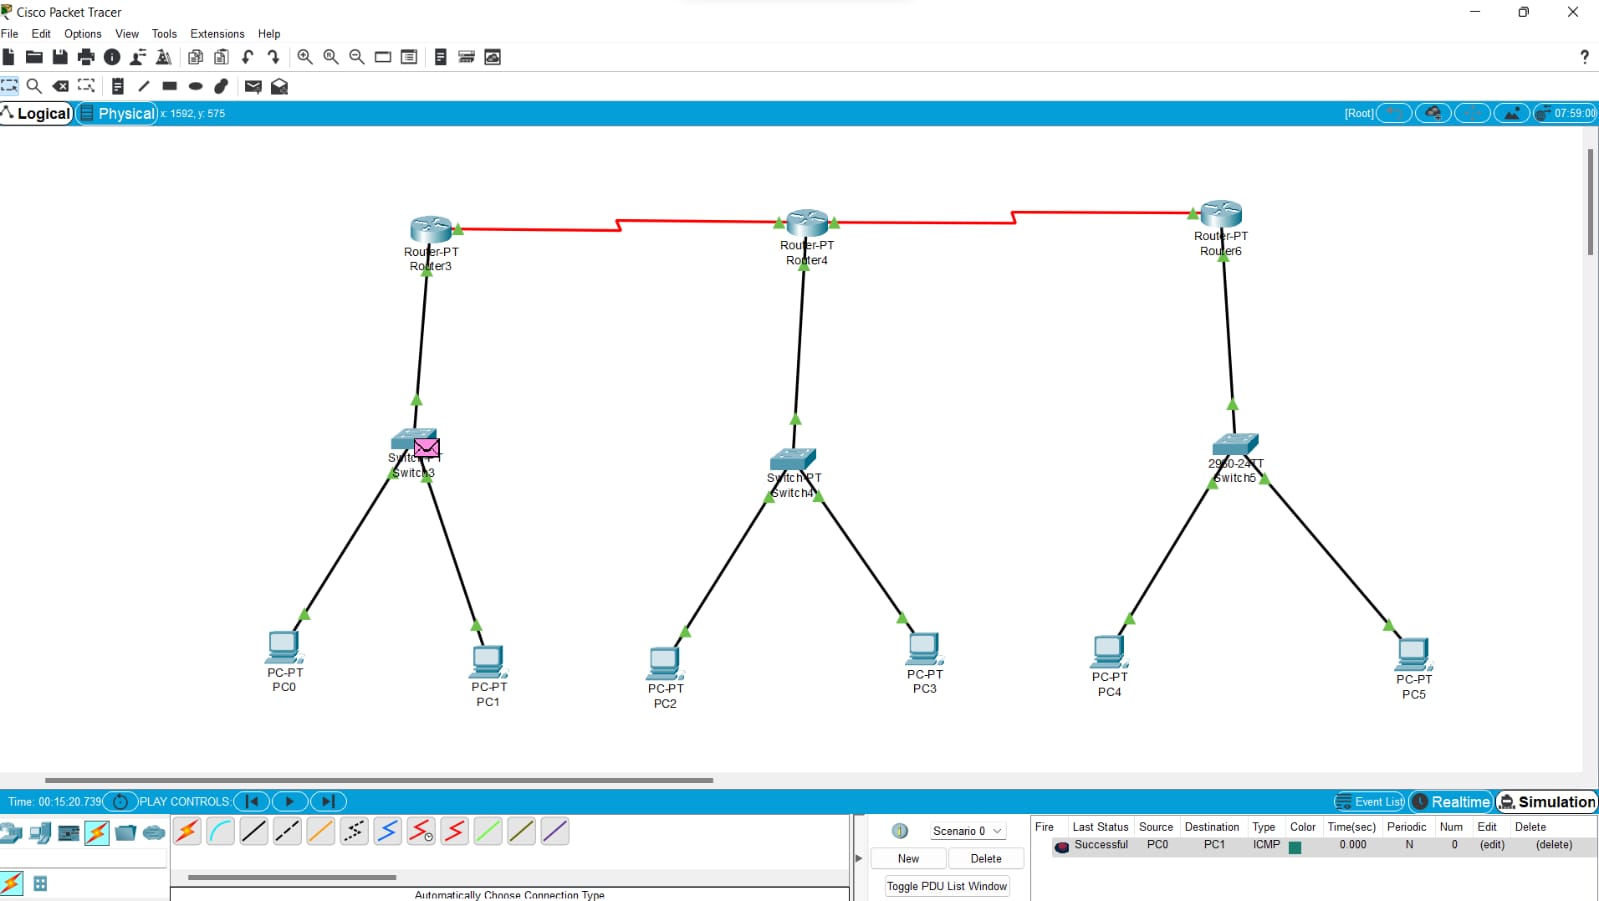 Cisco Packet Tracer
File Edit Options View Tools Extensions Help
?
Logical Physical x: 1592, y: 575 [Root] 07:59:00
Router-PT
Router3
Router-PT
Router4
Router-PT
Router6
Switch-PT
Switch3
Switch-PT
Switch4
2950-24TT
Switch5
PC-PT
PC0
PC-PT
PC1
PC-PT
PC2
PC-PT
PC3
PC-PT
PC4
PC-PT
PC5
Time: 00:15:20.739 PLAY CONTROLS: Event List Realtime Simulation
Scenario 0
New Delete
Toggle PDU List Window
Fire Last Status Source Destination Type Color Time(sec) Periodic Num Edit Delete
Successful PC0 PC1 ICMP 0.000 N 0 (edit) (delete)
Automatically Choose Connection Type